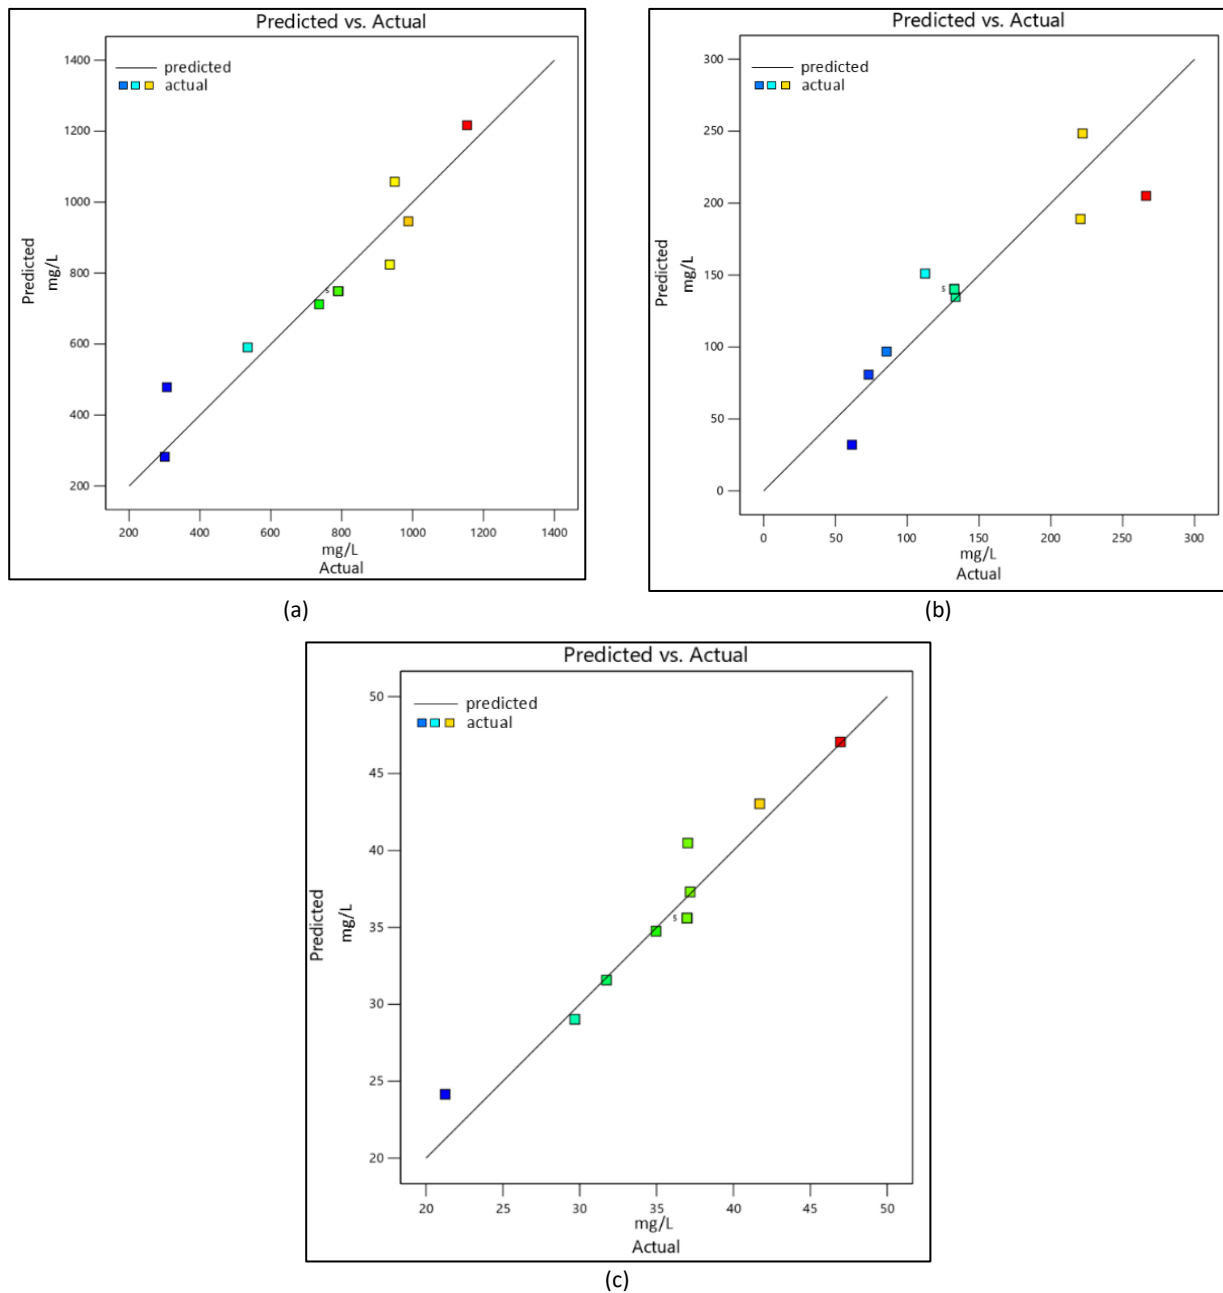 Predicted vs. Actual
predicted
actual
1400
1200
1000
800
600
400
200
Predicted
mg/L
5
200 400 600 800 1000 1200 1400
mg/L
Actual
(a)
Predicted vs. Actual
predicted
actual
300
250
200
150
100
50
0
Predicted
mg/L
5
0 50 100 150 200 250 300
mg/L
Actual
(b)
Predicted vs. Actual
predicted
actual
50
45
40
35
30
25
20
Predicted
mg/L
5
20 25 30 35 40 45 50
mg/L
Actual
(c)